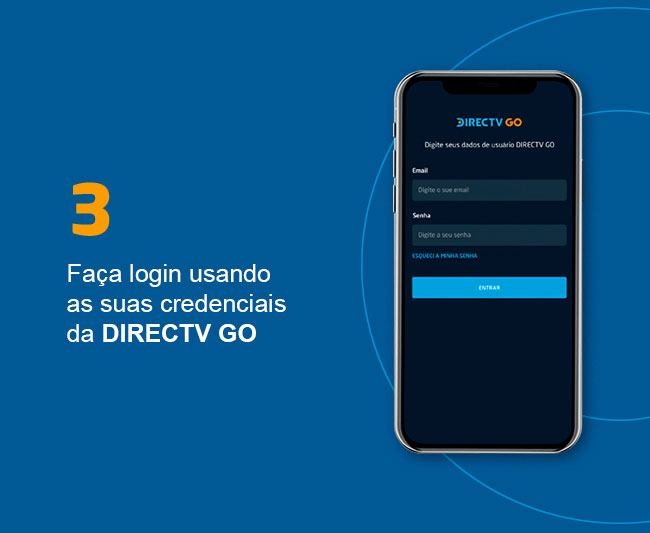 3
Faça login usando
as suas credenciais
da DIRECTV GO
DIRECTV GO
Digite seus dados de usuário DIRECTV GO
Email
Digite o sue email
Senha
Digite a seu senha
ESQUECI A MINHA SENHA
ENTRAR